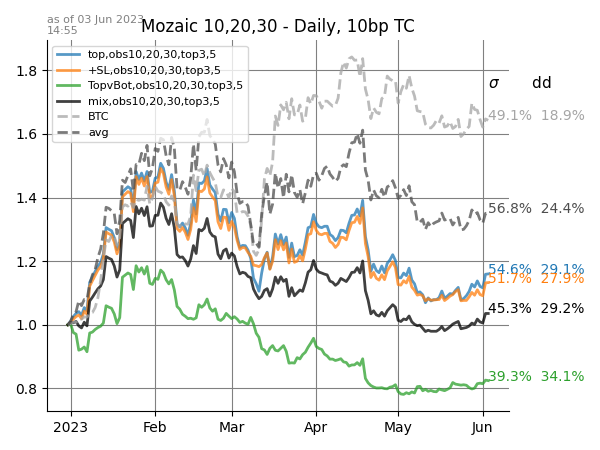 as of 03 Jun 2023
14:55
Mozaic 10,20,30 - Daily, 10bp TC
top,obs10,20,30,top3,5
+SL,obs10,20,30,top3,5
TopvBot,obs10,20,30,top3,5
mix,obs10,20,30,top3,5
BTC
avg
σ dd
49.1% 18.9%
56.8% 24.4%
54.6% 29.1%
51.7% 27.9%
45.3% 29.2%
39.3% 34.1%
1.8
1.6
1.4
1.2
1.0
0.8
2023 Feb Mar Apr May Jun